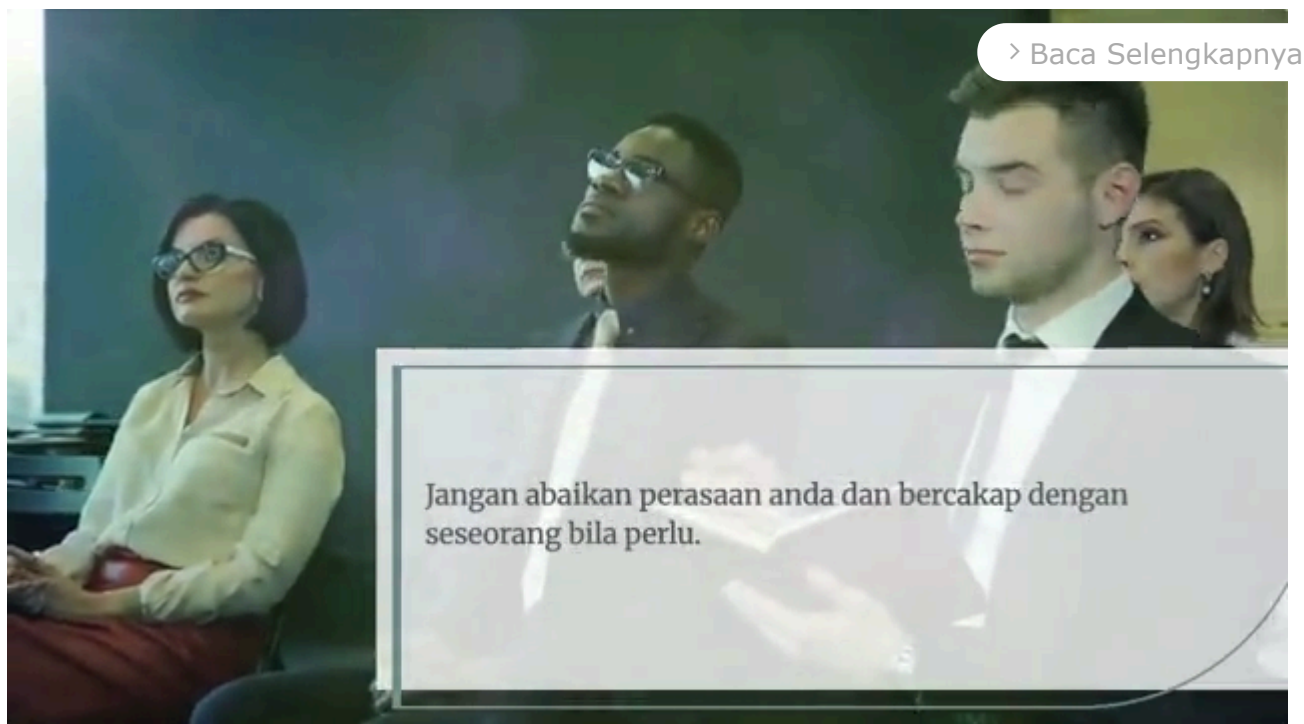 Baca Selengkapnya
Jangan abaikan perasaan anda dan bercakap dengan
seseorang bila perlu.